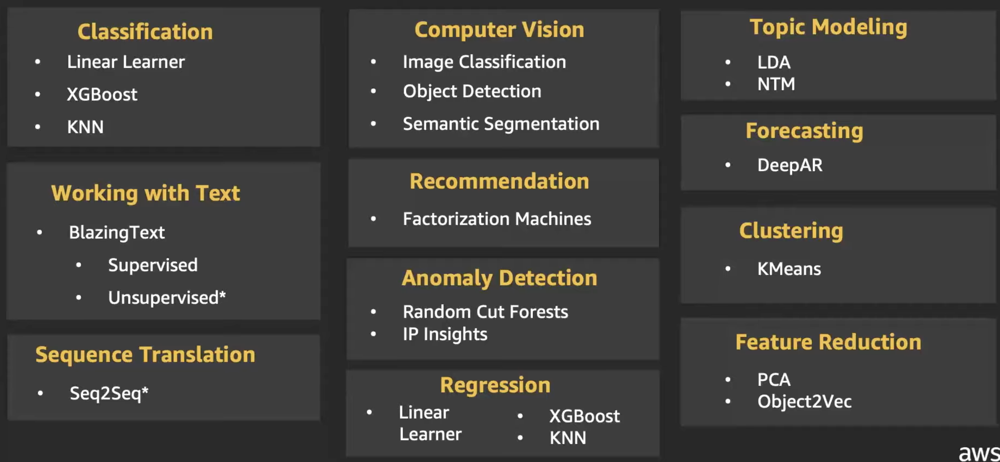 Classification
• Linear Learner
• XGBoost
• KNN
Working with Text
• BlazingText
• Supervised
• Unsupervised*
Sequence Translation
• Seq2Seq*
Computer Vision
• Image Classification
• Object Detection
• Semantic Segmentation
Recommendation
• Factorization Machines
Anomaly Detection
• Random Cut Forests
• IP Insights
Regression
• Linear
Learner
• XGBoost
• KNN
Topic Modeling
• LDA
• NTM
Forecasting
• DeepAR
Clustering
• KMeans
Feature Reduction
• PCA
• Object2Vec
aws